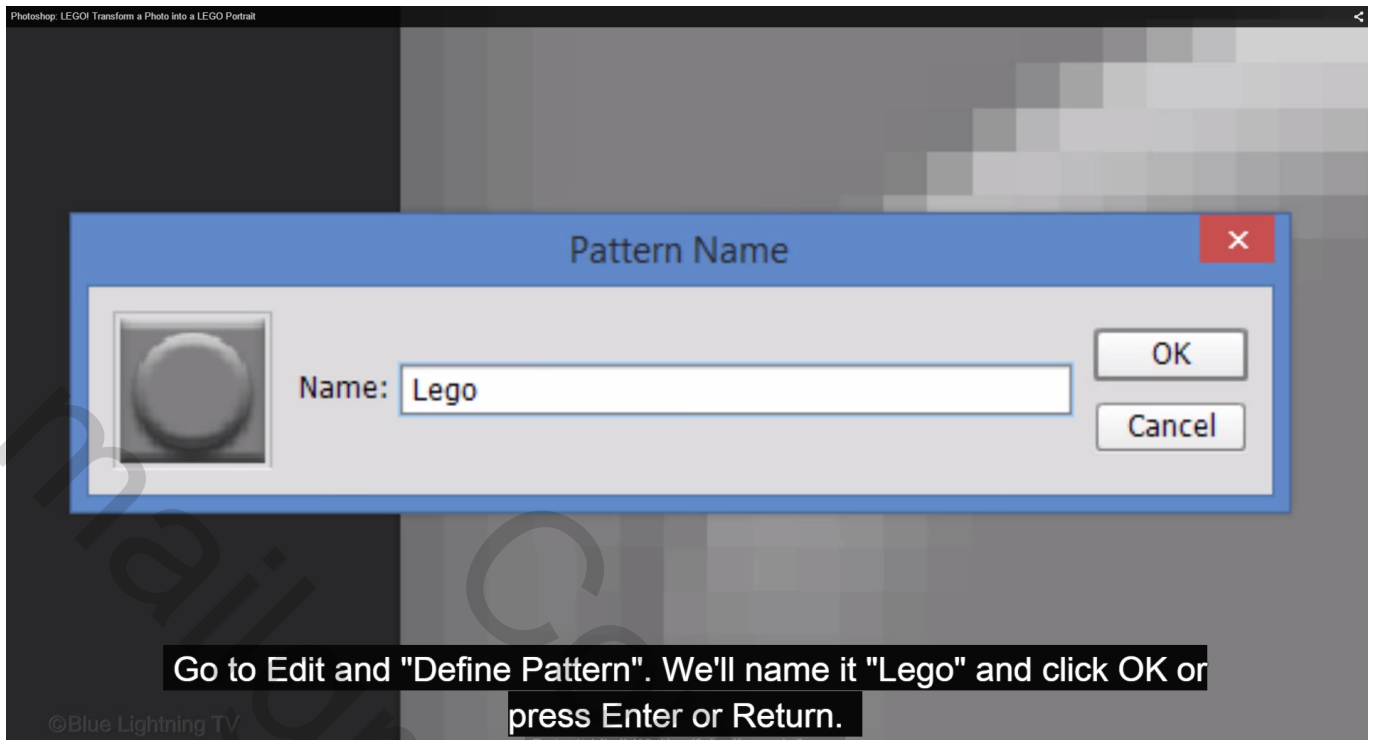 Photoshop: LEGO! Transform a Photo into a LEGO Portrait
Pattern Name
Name: Lego
OK
Cancel
Go to Edit and "Define Pattern". We'll name it "Lego" and click OK or
press Enter or Return.
©Blue Lightning TV